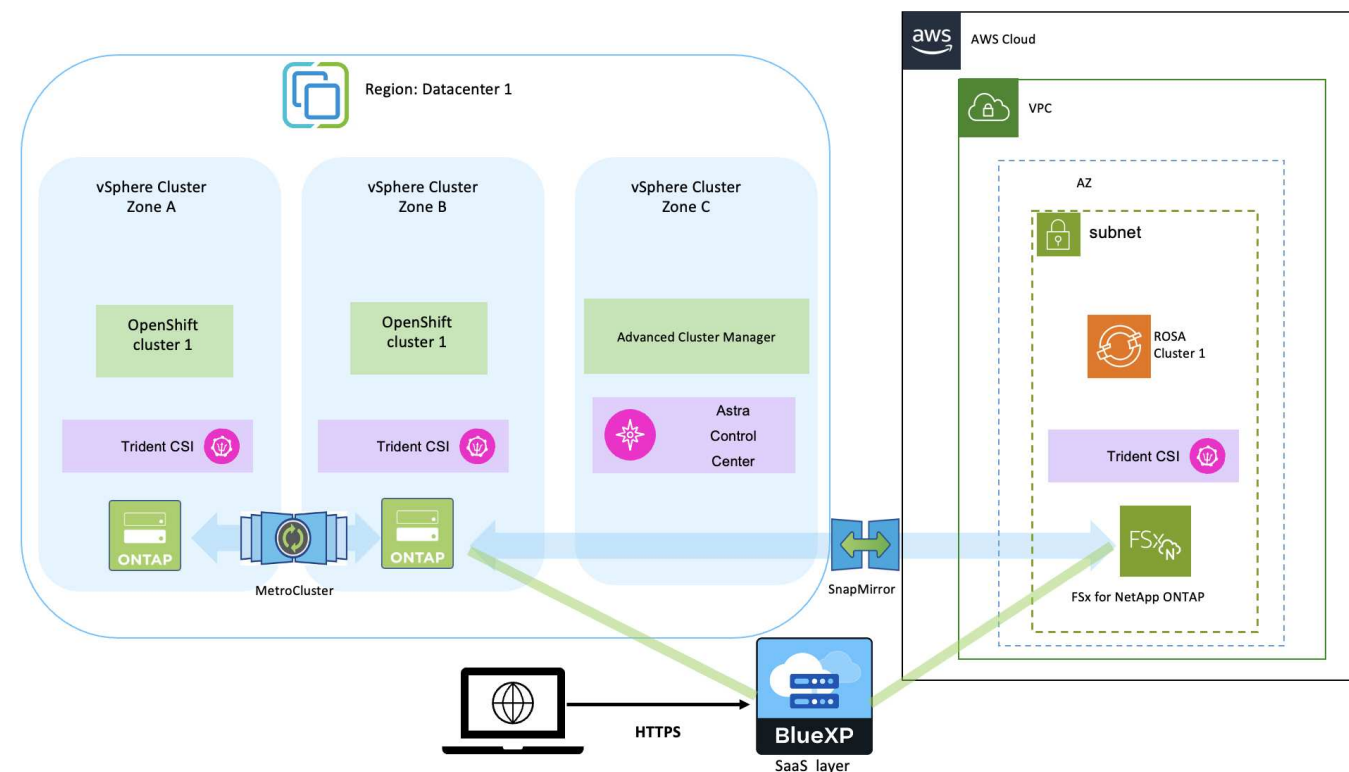 Region: Datacenter 1
vSphere Cluster
Zone A
OpenShift
cluster 1
Trident CSI
ONTAP
MetroCluster
vSphere Cluster
Zone B
OpenShift
cluster 1
Trident CSI
ONTAP
vSphere Cluster
Zone C
Advanced Cluster Manager
Astra
Control
Center
SnapMirror
aws
AWS Cloud
VPC
AZ
subnet
ROSA
Cluster 1
Trident CSI
FSx
N
FSx for NetApp ONTAP
HTTPS
BlueXP
SaaS layer